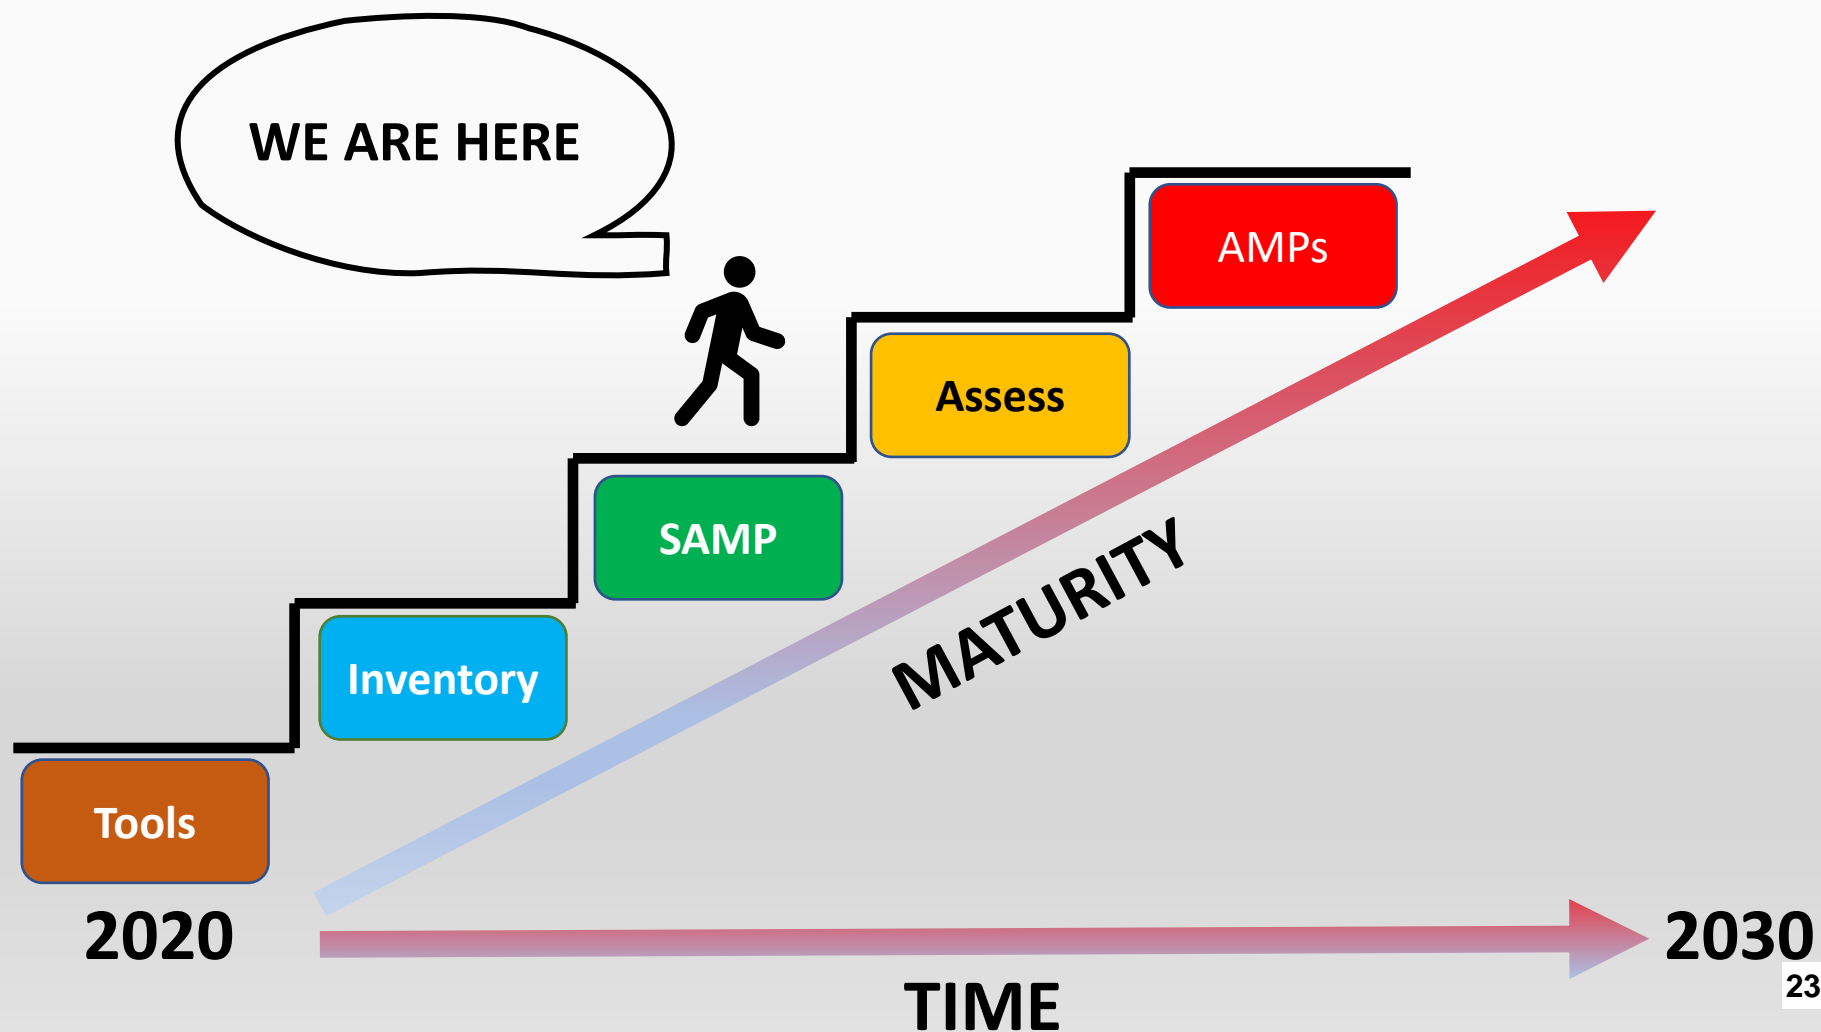 WE ARE HERE
AMPs
Assess
SAMP
Inventory
Tools
MATURITY
2020
2030
TIME
23